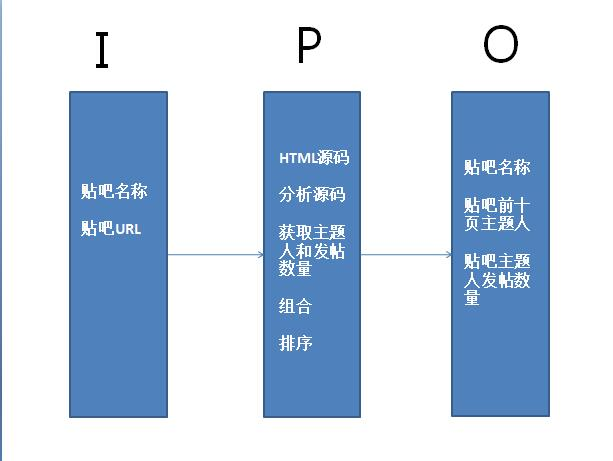 I
P
O
贴吧名称
贴吧URL
HTML源码
分析源码
获取主题
人和发帖
数量
组合
排序
贴吧名称
贴吧前十
页主题人
贴吧主题
人发帖数
量